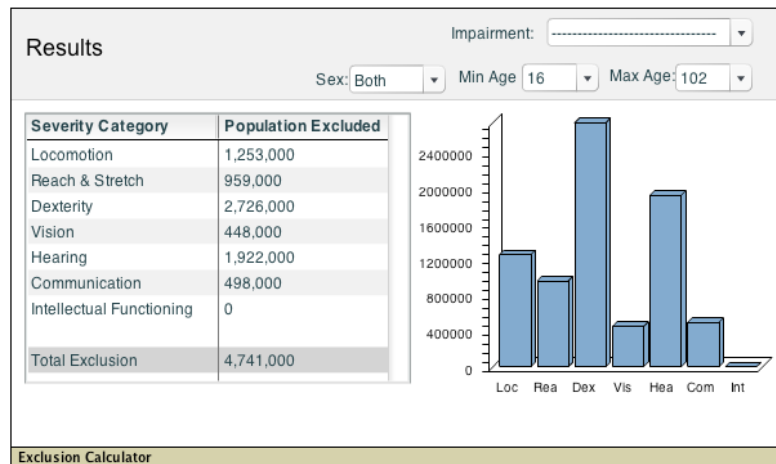 Results
Impairment: ---------------------------------
Sex: Both Min Age 16 Max Age: 102
Severity Category Population Excluded
Locomotion 1,253,000
Reach & Stretch 959,000
Dexterity 2,726,000
Vision 448,000
Hearing 1,922,000
Communication 498,000
Intellectual Functioning 0
Total Exclusion 4,741,000
2400000
2000000
1600000
1200000
800000
400000
0
Loc Rea Dex Vis Hea Com Int
Exclusion Calculator